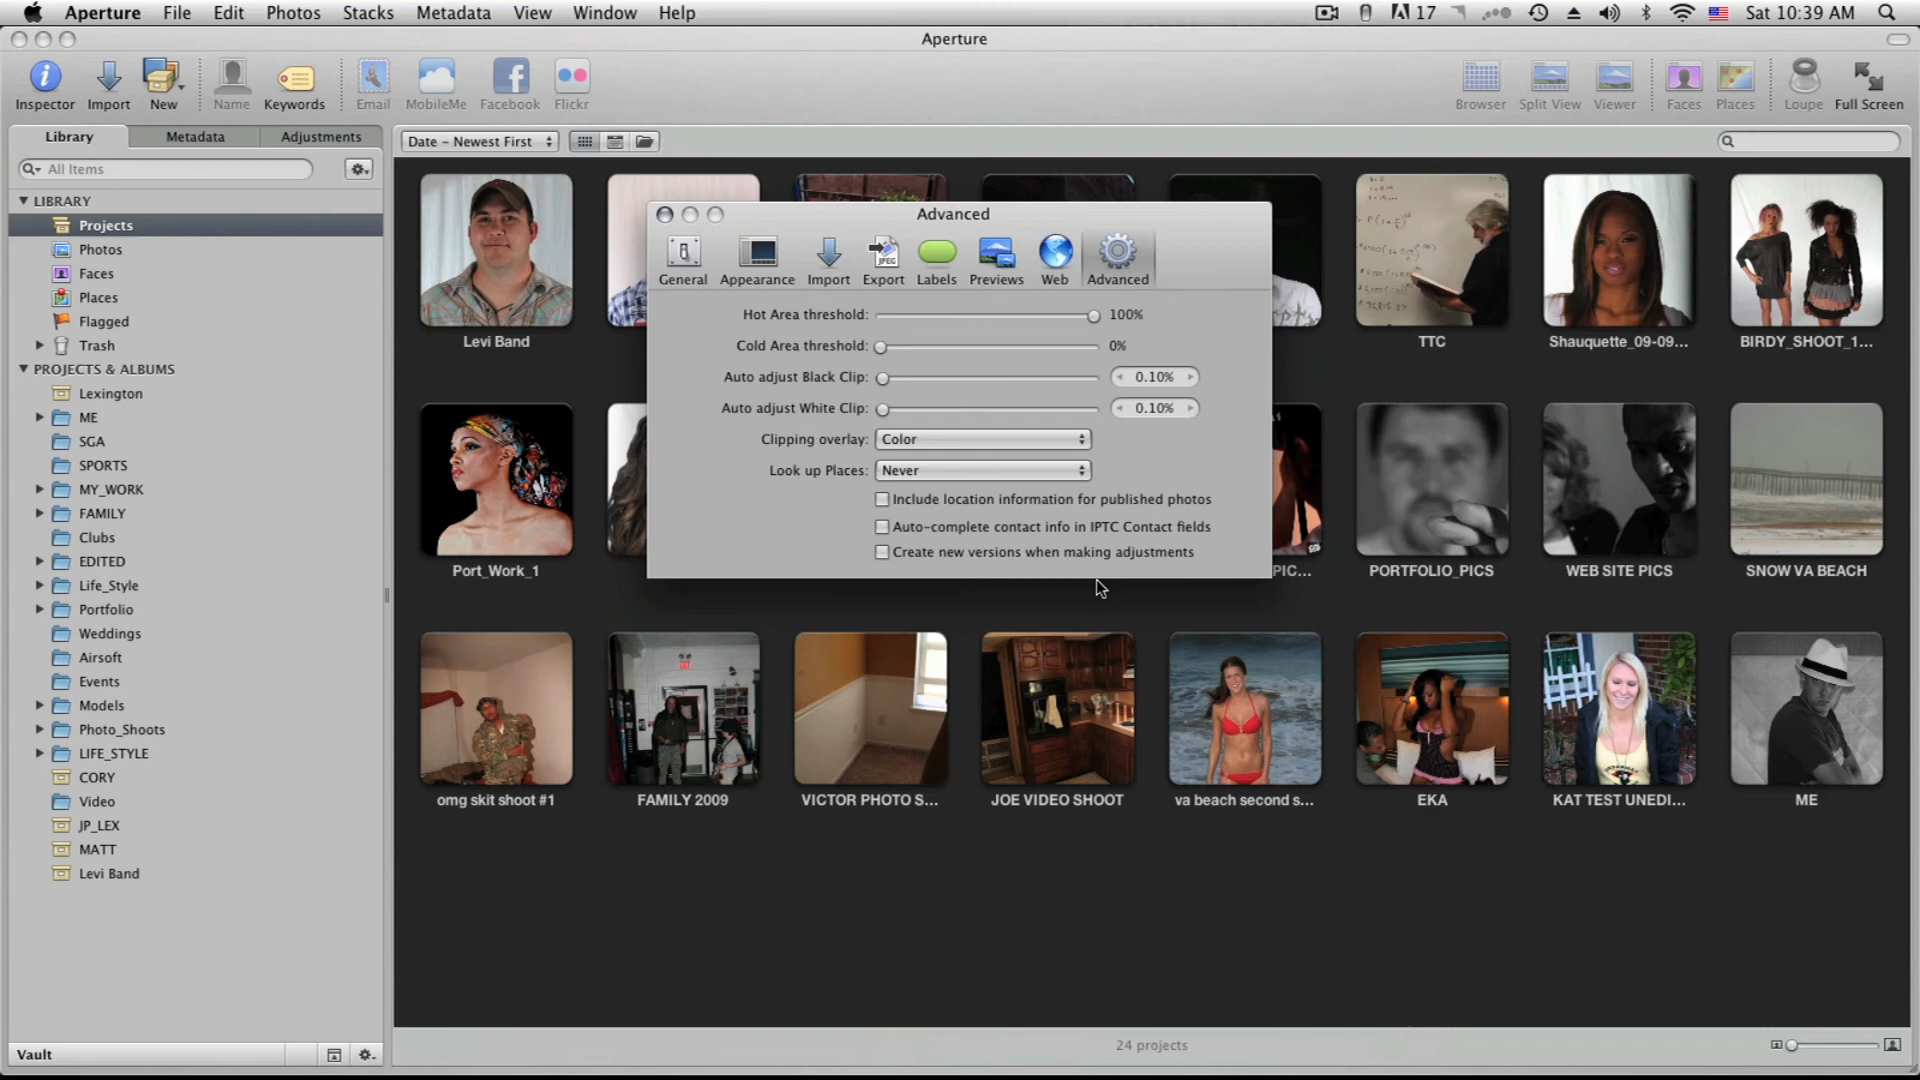 Aperture File Edit Photos Stacks Metadata View Window Help 17 Sat 10:39 AM
Aperture
Inspector Import New Name Keywords Email MobileMe Facebook Flickr Browser Split View Viewer Faces Places Loupe Full Screen
Library Metadata Adjustments
Date – Newest First
All Items
LIBRARY
Projects
Photos
Faces
Places
Flagged
Trash
PROJECTS & ALBUMS
Lexington
ME
SGA
SPORTS
MY_WORK
FAMILY
Clubs
EDITED
Life_Style
Portfolio
Weddings
Airsoft
Events
Models
Photo_Shoots
LIFE_STYLE
CORY
Video
JP_LEX
MATT
Levi Band
Vault
Advanced
General Appearance Import Export Labels Previews Web Advanced
JPEG
Hot Area threshold: 100%
Cold Area threshold: 0%
Auto adjust Black Clip: 0.10%
Auto adjust White Clip: 0.10%
Clipping overlay: Color
Look up Places: Never
Include location information for published photos
Auto-complete contact info in IPTC Contact fields
Create new versions when making adjustments
Levi Band TTC Shauquette_09-09... BIRDY_SHOOT_1...
Port_Work_1 PIC... PORTFOLIO_PICS WEB SITE PICS SNOW VA BEACH
omg skit shoot #1 FAMILY 2009 VICTOR PHOTO S... JOE VIDEO SHOOT va beach second s... EKA KAT TEST UNEDI... ME
24 projects